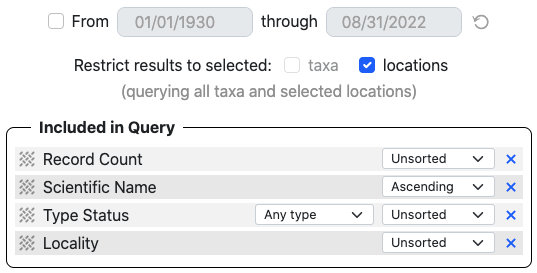 From 01/01/1930 through 08/31/2022
Restrict results to selected: taxa locations
(querying all taxa and selected locations)
Included in Query
Record Count Unsorted
Scientific Name Ascending
Type Status Any type Unsorted
Locality Unsorted